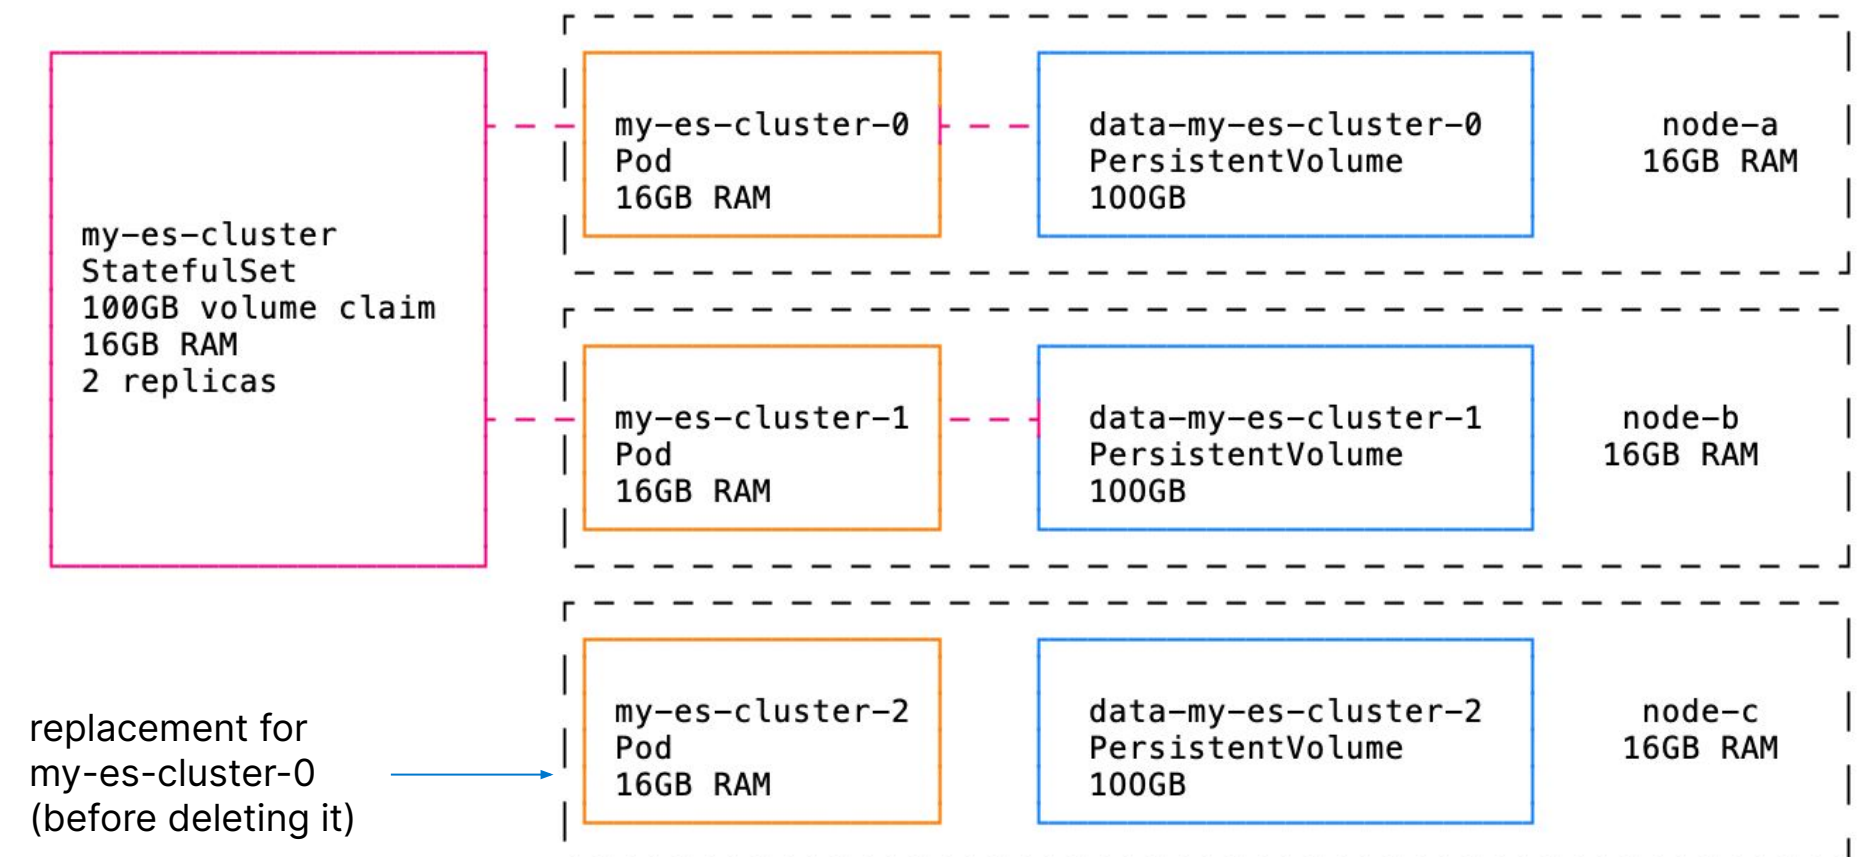 my-es-cluster
StatefulSet
100GB volume claim
16GB RAM
2 replicas
my-es-cluster-0
Pod
16GB RAM
data-my-es-cluster-0
PersistentVolume
100GB
node-a
16GB RAM
my-es-cluster-1
Pod
16GB RAM
data-my-es-cluster-1
PersistentVolume
100GB
node-b
16GB RAM
replacement for
my-es-cluster-0
(before deleting it)
my-es-cluster-2
Pod
16GB RAM
data-my-es-cluster-2
PersistentVolume
100GB
node-c
16GB RAM